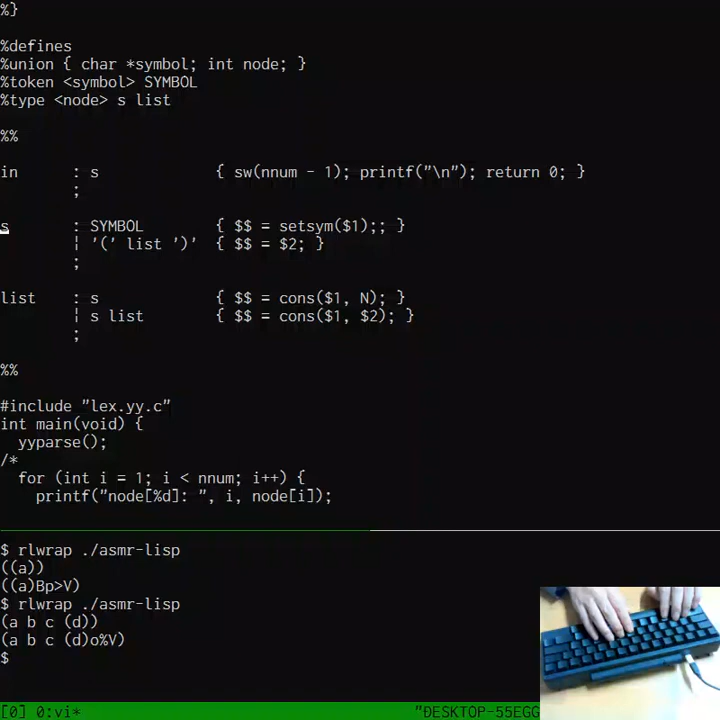 %}
%defines
%union { char *symbol; int node; }
%token <symbol> SYMBOL
%type <node> s list
%%
in : s { sw(nnum - 1); printf("\n"); return 0; }
;
s : SYMBOL { $$ = setsym($1);; }
¦ '(' list ')' { $$ = $2; }
;
list : s { $$ = cons($1, N); }
¦ s list { $$ = cons($1, $2); }
;
%%
#include "lex.yy.c"
int main(void) {
yyparse();
/*
for (int i = 1; i < nnum; i++) {
printf("node[%d]: ", i, node[i]);
$ rlwrap ./asmr-lisp
((a))
((a)Bp>V)
$ rlwrap ./asmr-lisp
(a b c (d))
(a b c (d)o%V)
$
[0] 0:vi* "DESKTOP-55EGG